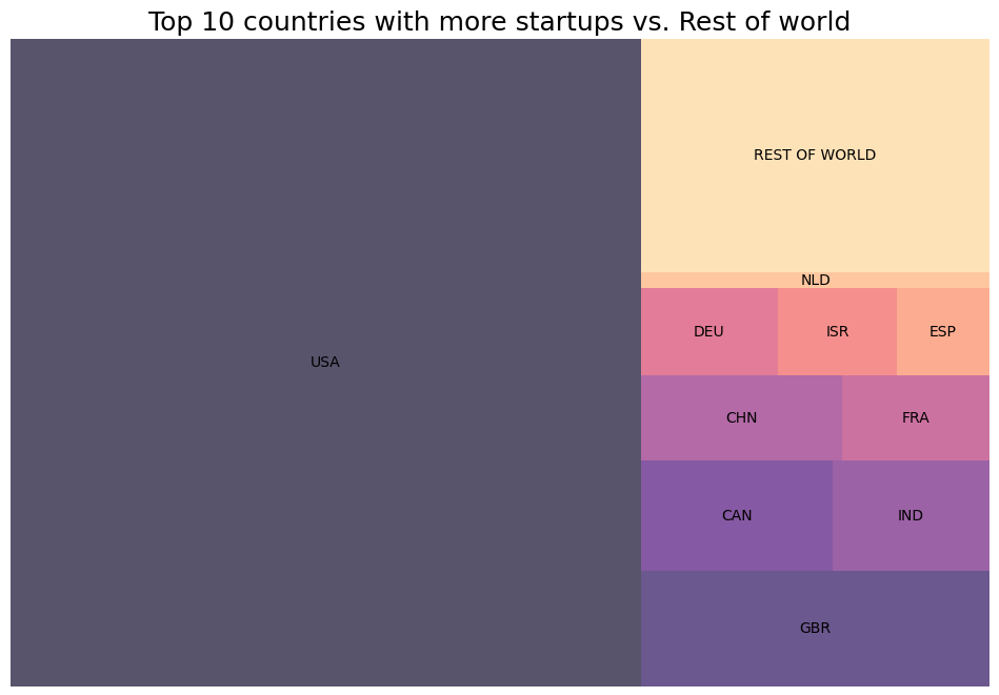 Top 10 countries with more startups vs. Rest of world
REST OF WORLD
NLD
DEU
ISR
ESP
USA
CHN
FRA
CAN
IND
GBR